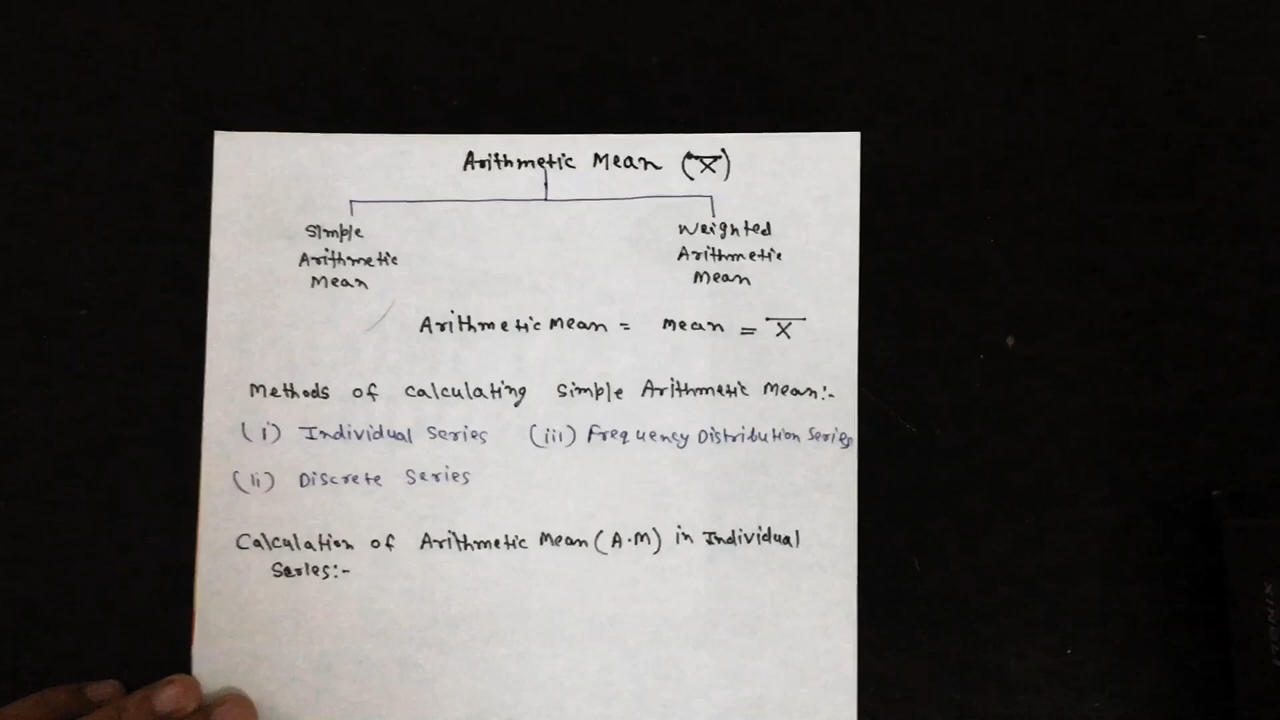 Arithmetic Mean (X̅)
Simple Arithmetic Mean
Weighted Arithmetic Mean
Arithmetic Mean = Mean = X̅
Methods of calculating Simple Arithmetic Mean:-
(i) Individual Series (iii) Frequency Distribution Series
(ii) Discrete Series
Calculation of Arithmetic Mean (A.M) in Individual
Series:-